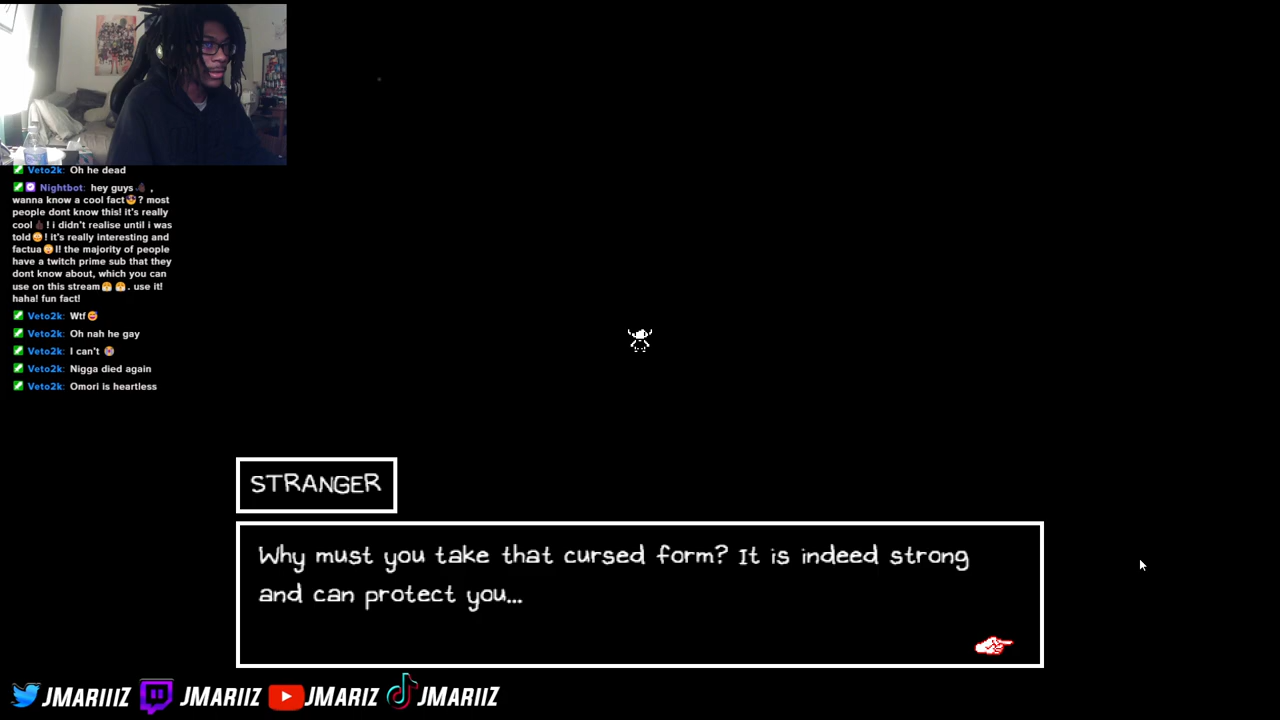 Veto2k: Oh he dead
Nightbot: hey guys🌚 ,
wanna know a cool fact🤓? most
people dont know this! it's really
cool👍🏿! i didn't realise until i was
told😳! it's really interesting and
factua😳l! the majority of people
have a twitch prime sub that they
dont know about, which you can
use on this stream😤 😤. use it!
haha! fun fact!
Veto2k: Wtf😅
Veto2k: Oh nah he gay
Veto2k: I can't 😭
Veto2k: Nigga died again
Veto2k: Omori is heartless
STRANGER
Why must you take that cursed form? It is indeed strong
and can protect you...
JMARIIIZ JMARIIZ JMARIZ JMARIIZ